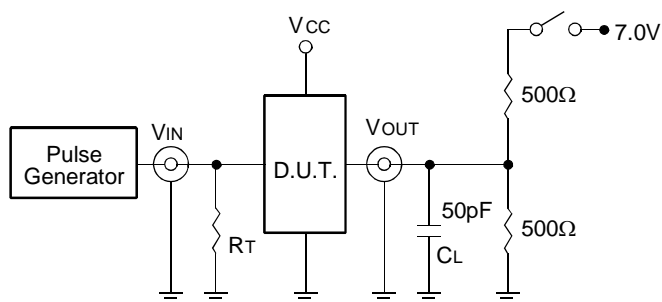 VCC
7.0V
500Ω
VIN
VOUT
Pulse
Generator
D.U.T.
50pF
CL
RT
500Ω